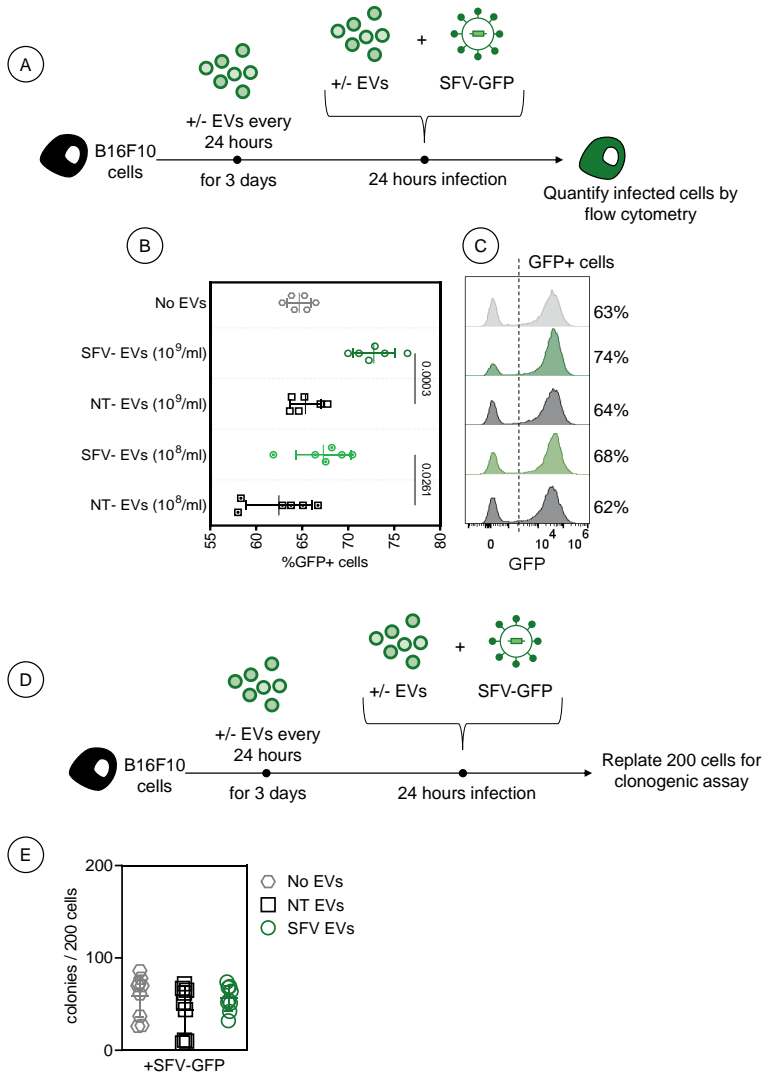 A
+/- EVs every
24 hours
+/- EVs
+
SFV-GFP
B16F10
cells
for 3 days
24 hours infection
Quantify infected cells by
flow cytometry
B
No EVs
SFV- EVs (10^9/ml)
NT- EVs (10^9/ml)
SFV- EVs (10^8/ml)
NT- EVs (10^8/ml)
0.0003
0.0261
55 60 65 70 75 80
%GFP+ cells
C
GFP+ cells
63%
74%
64%
68%
62%
0 10^4 10^6
GFP
D
+/- EVs every
24 hours
+/- EVs
+
SFV-GFP
B16F10
cells
for 3 days
24 hours infection
Replate 200 cells for
clonogenic assay
E
colonies / 200 cells
200
100
0
+SFV-GFP
No EVs
NT EVs
SFV EVs